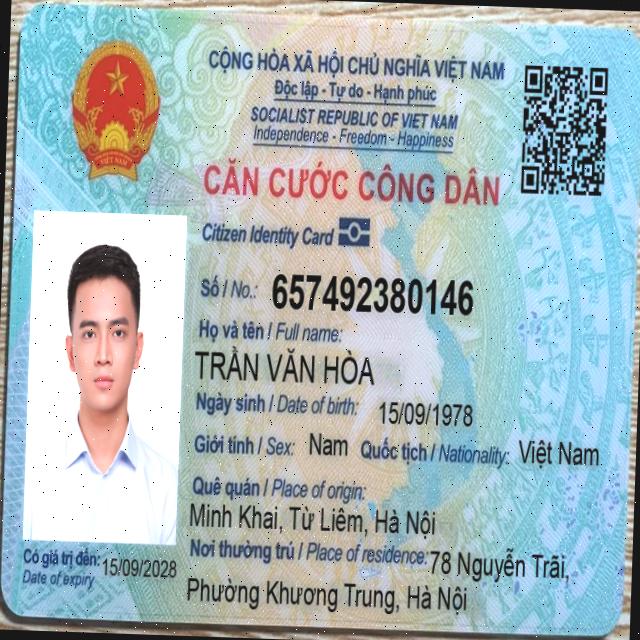 CỘNG HÒA XÃ HỘI CHỦ NGHĨA VIỆT NAM
Độc lập - Tự do - Hạnh phúc
SOCIALIST REPUBLIC OF VIET NAM
Independence - Freedom - Happiness
CĂN CƯỚC CÔNG DÂN
Citizen Identity Card
VIỆT NAM
Số / No.: 657492380146
Họ và tên / Full name:
TRẦN VĂN HÒA
Ngày sinh / Date of birth: 15/09/1978
Giới tính / Sex: Nam Quốc tịch / Nationality: Việt Nam
Quê quán / Place of origin:
Minh Khai, Từ Liêm, Hà Nội
Nơi thường trú / Place of residence: 78 Nguyễn Trãi,
Phường Khương Trung, Hà Nội
Có giá trị đến: 15/09/2028
Date of expiry